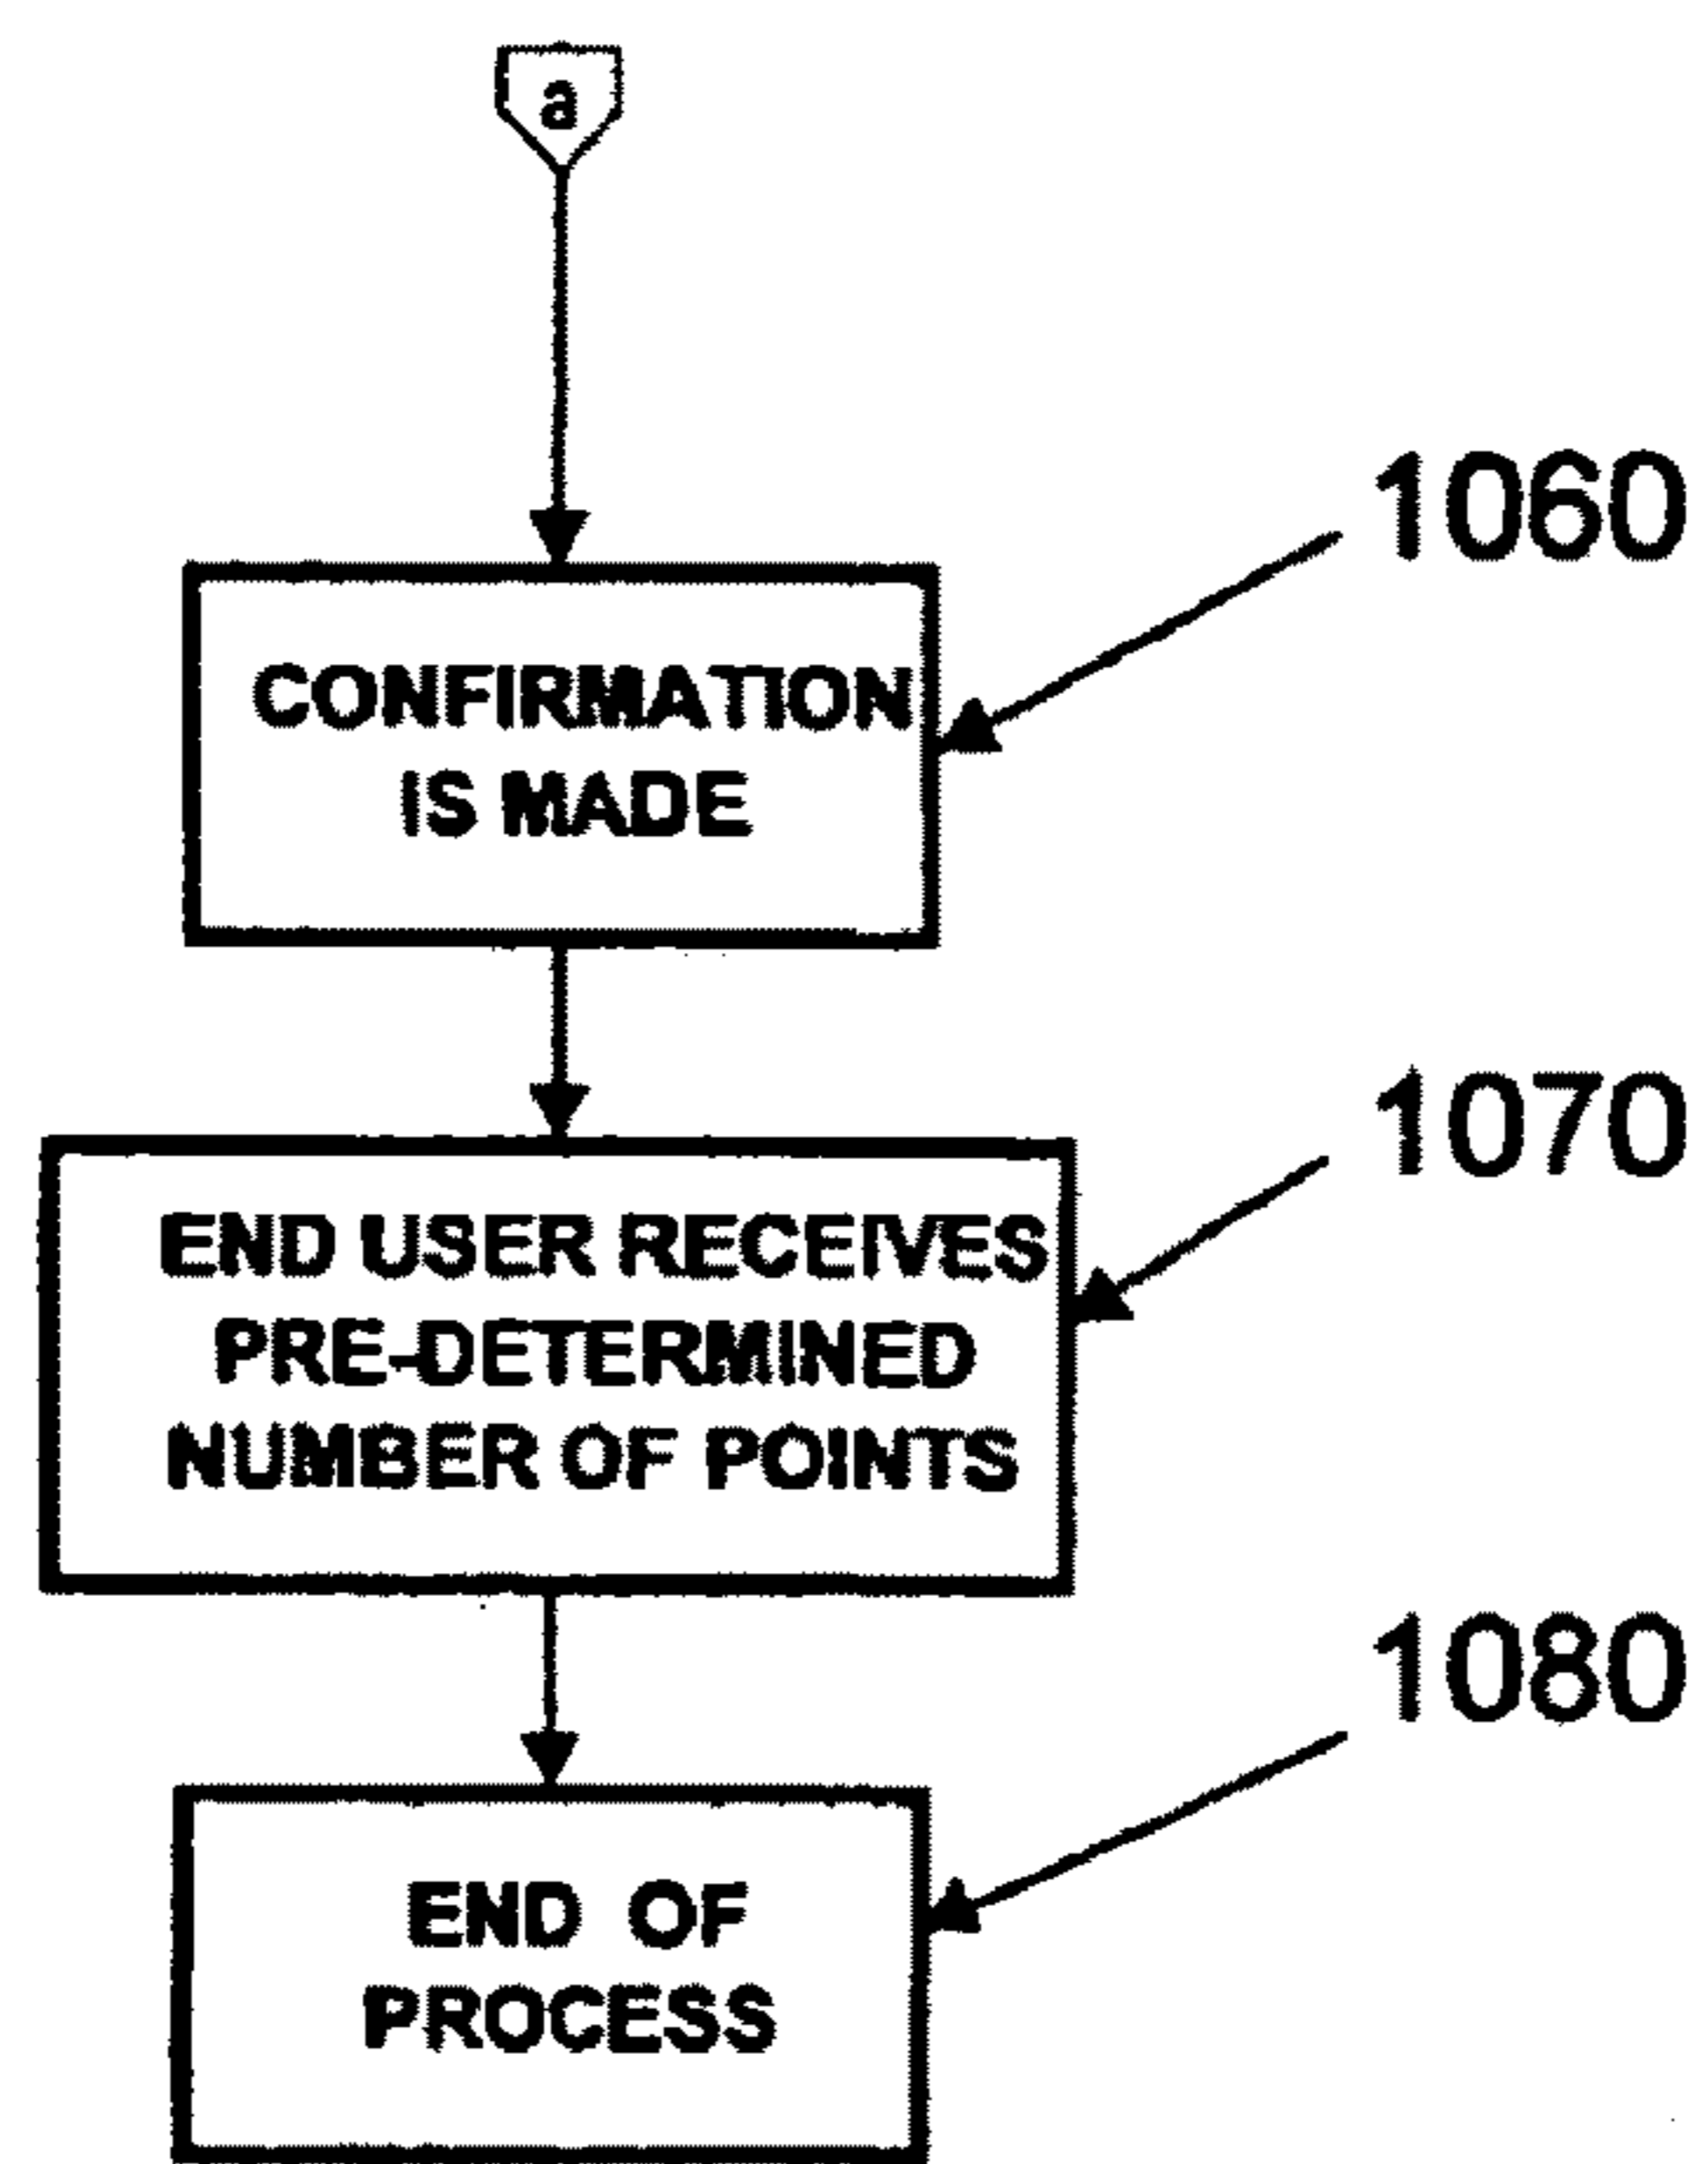 a
1060
CONFIRMATION
IS MADE
1070
END USER RECEIVES
PRE-DETERMINED
NUMBER OF POINTS
1080
END OF
PROCESS